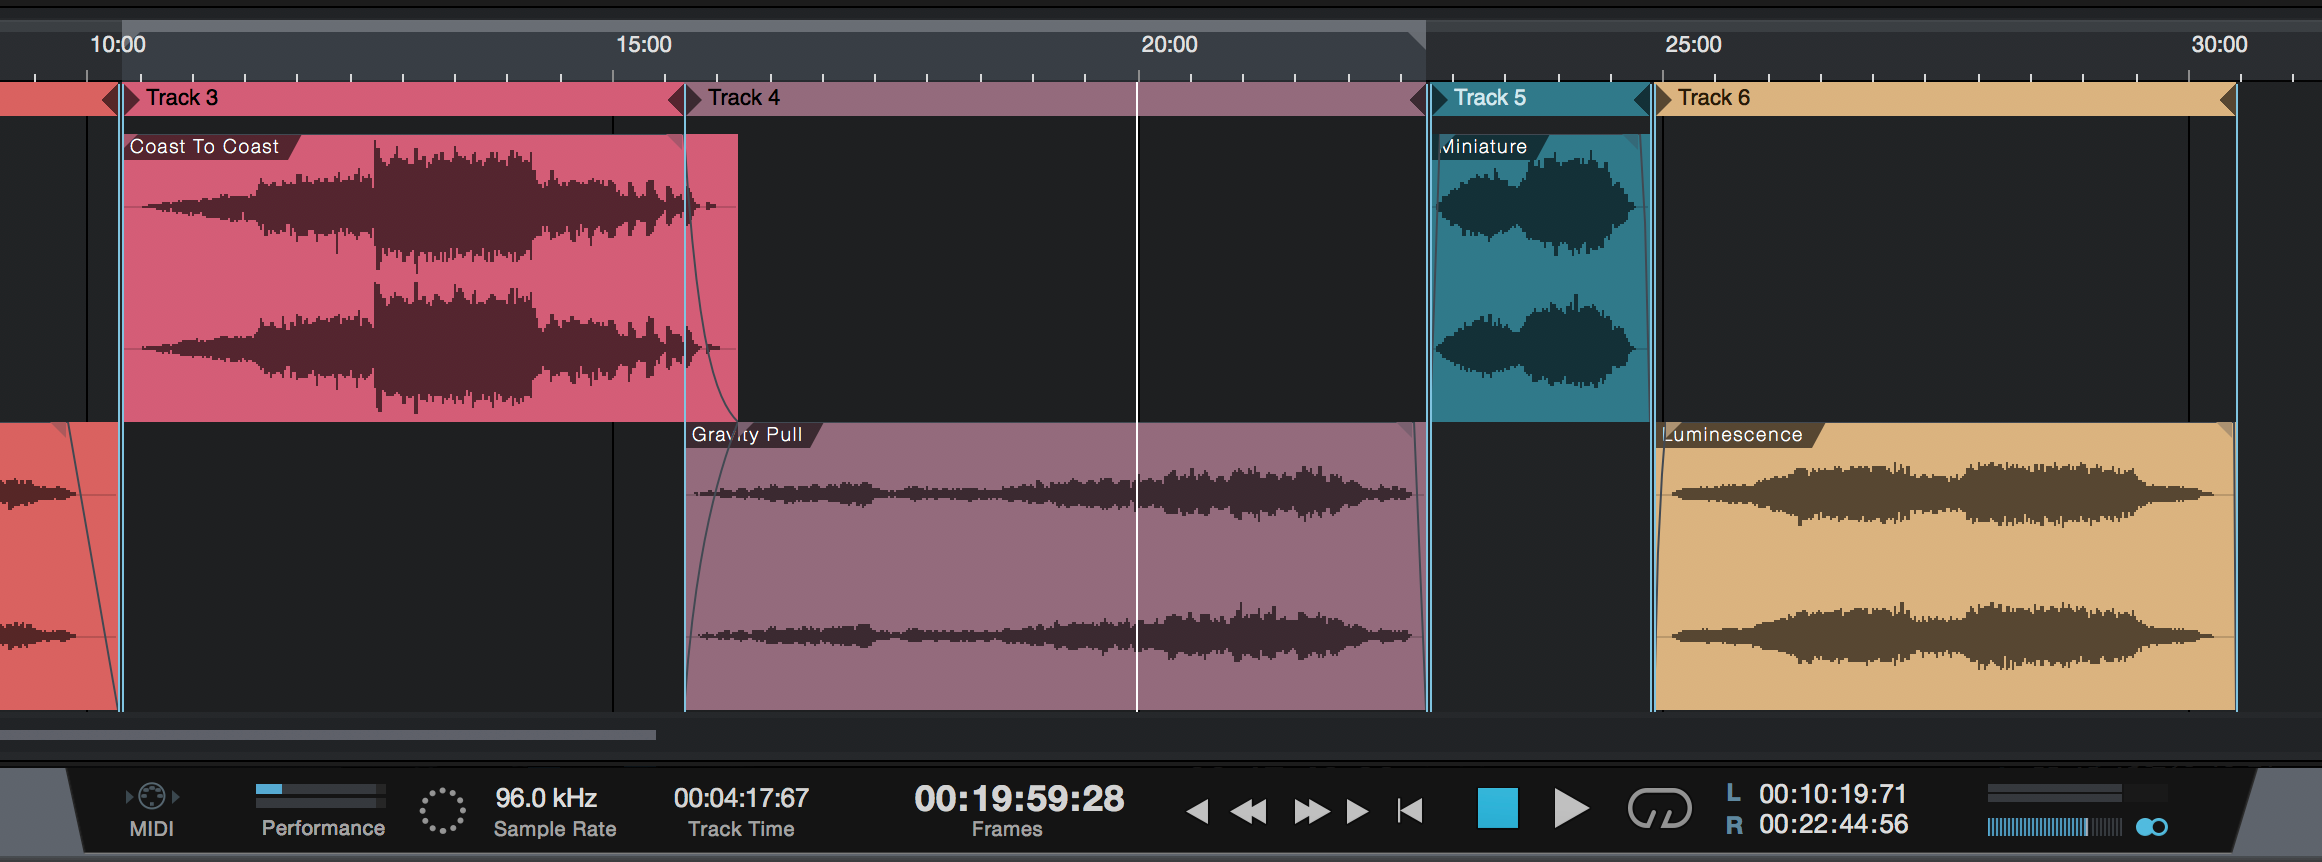 10:00 15:00 20:00 25:00 30:00
Track 3 Track 4 Track 5 Track 6
Coast To Coast Miniature
Gravity Pull Luminescence
96.0 kHz 00:04:17:67 00:19:59:28 L 00:10:19:71
MIDI Performance Sample Rate Track Time Frames R 00:22:44:56